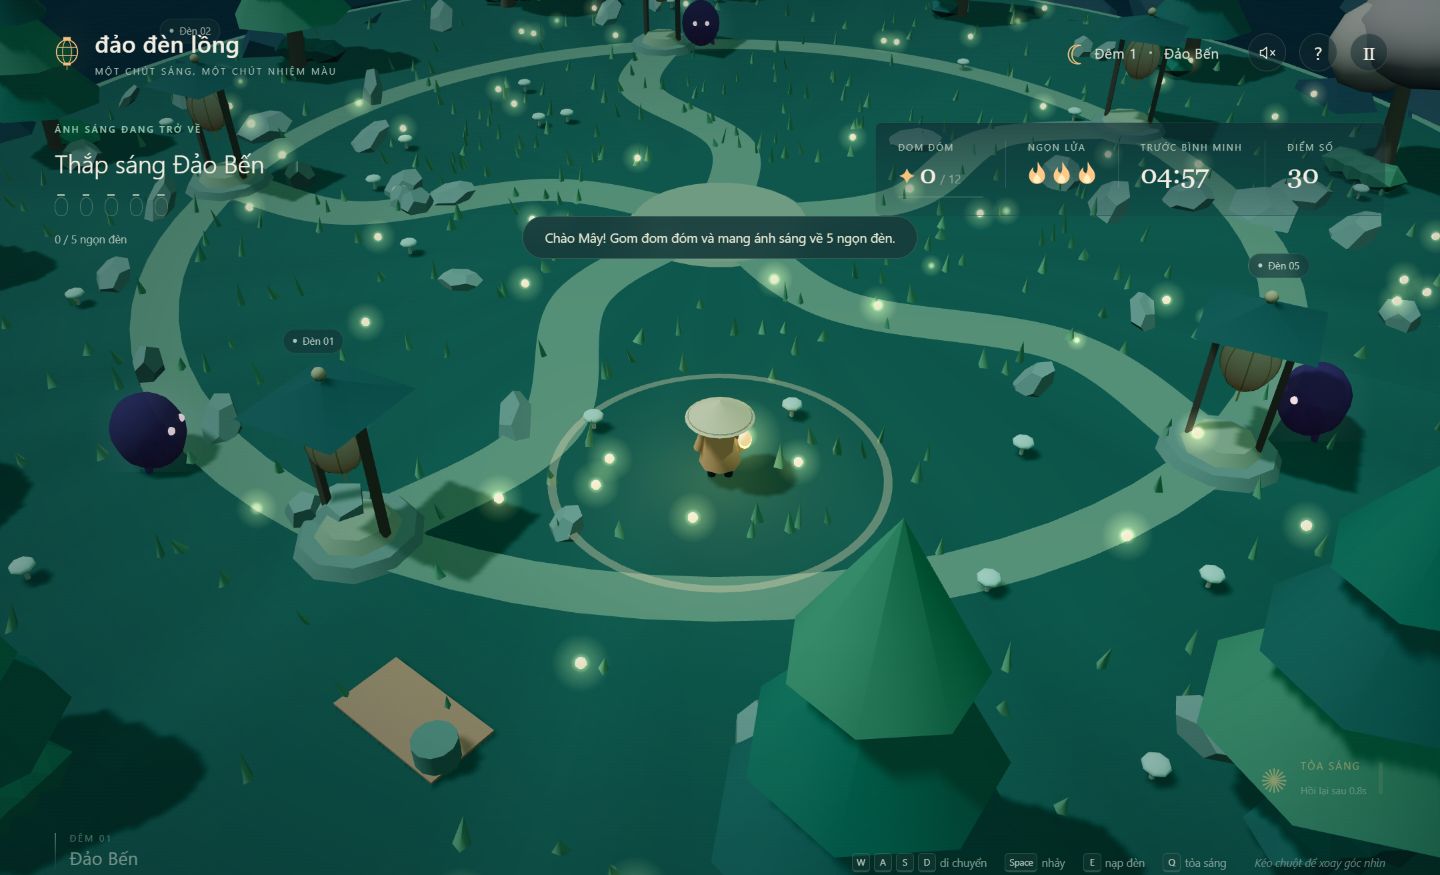 Đèn 02
đảo đèn lồng
MỘT CHÚT SÁNG, MỘT CHÚT NHIỆM MÀU
Đêm 1 • Đảo Bến
?
II
ÁNH SÁNG ĐANG TRỞ VỀ
Thắp sáng Đảo Bến
0 / 5 ngọn đèn
ĐOM ĐÓM
0 / 12
NGỌN LỬA
TRƯỚC BÌNH MINH
04:57
ĐIỂM SỐ
30
Chào Mây! Gom đom đóm và mang ánh sáng về 5 ngọn đèn.
Đèn 05
Đèn 01
TỎA SÁNG
Hồi lại sau 0.8s
ĐÊM 01
Đảo Bến
W A S D di chuyển Space nhảy E nạp đèn Q tỏa sáng Kéo chuột để xoay góc nhìn